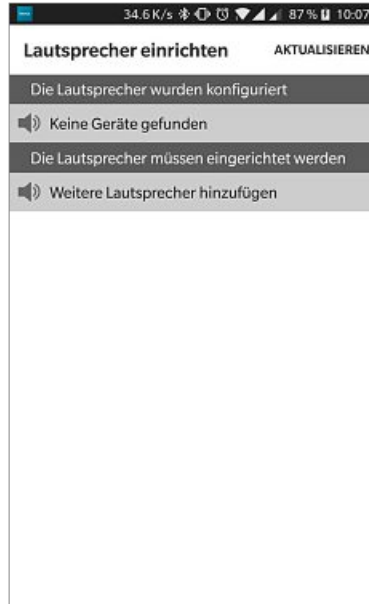 34.6 K/s 87% 10:07
Lautsprecher einrichten AKTUALISIEREN
Die Lautsprecher wurden konfiguriert
Keine Geräte gefunden
Die Lautsprecher müssen eingerichtet werden
Weitere Lautsprecher hinzufügen